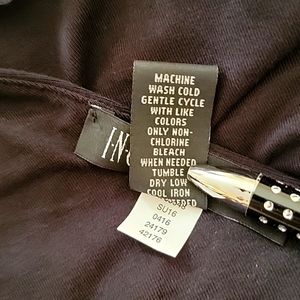 I·N·C
MACHINE
WASH COLD
GENTLE CYCLE
WITH LIKE
COLORS
ONLY NON-
CHLORINE
BLEACH
WHEN NEEDED
TUMBLE
DRY LOW
COOL IRON
SU16
0416
24179
42176